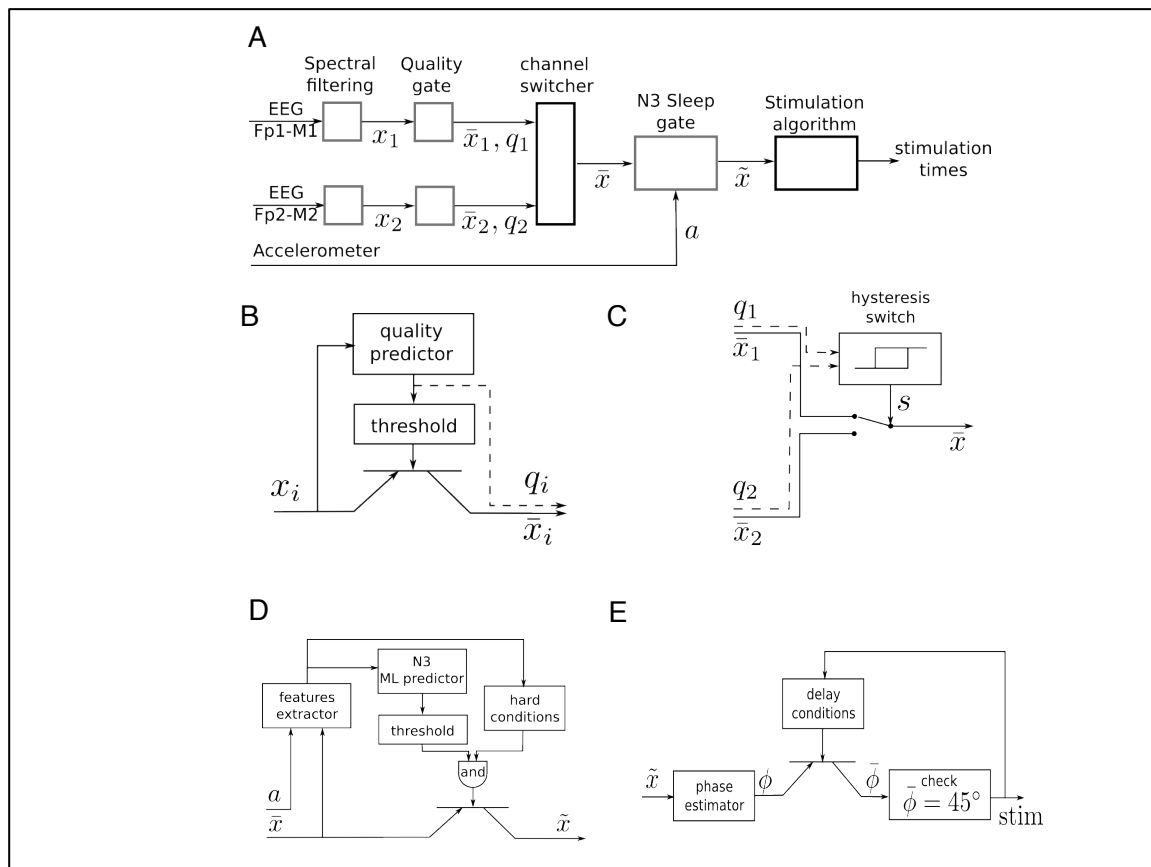 A
Spectral
filtering
Quality
gate
channel
switcher
N3 Sleep
gate
Stimulation
algorithm
EEG
Fp1-M1
x₁
x̄₁, q₁
x̄
x̃
stimulation
times
EEG
Fp2-M2
x₂
x̄₂, q₂
a
Accelerometer
B
quality
predictor
threshold
xᵢ
qᵢ
x̄ᵢ
C
hysteresis
switch
q₁
x̄₁
s
x̄
q₂
x̄₂
D
N3
ML predictor
features
extractor
hard
conditions
threshold
and
a
x̄
x̃
E
delay
conditions
x̃
phase
estimator
ϕ
ϕ̄
check
ϕ̄ = 45°
stim